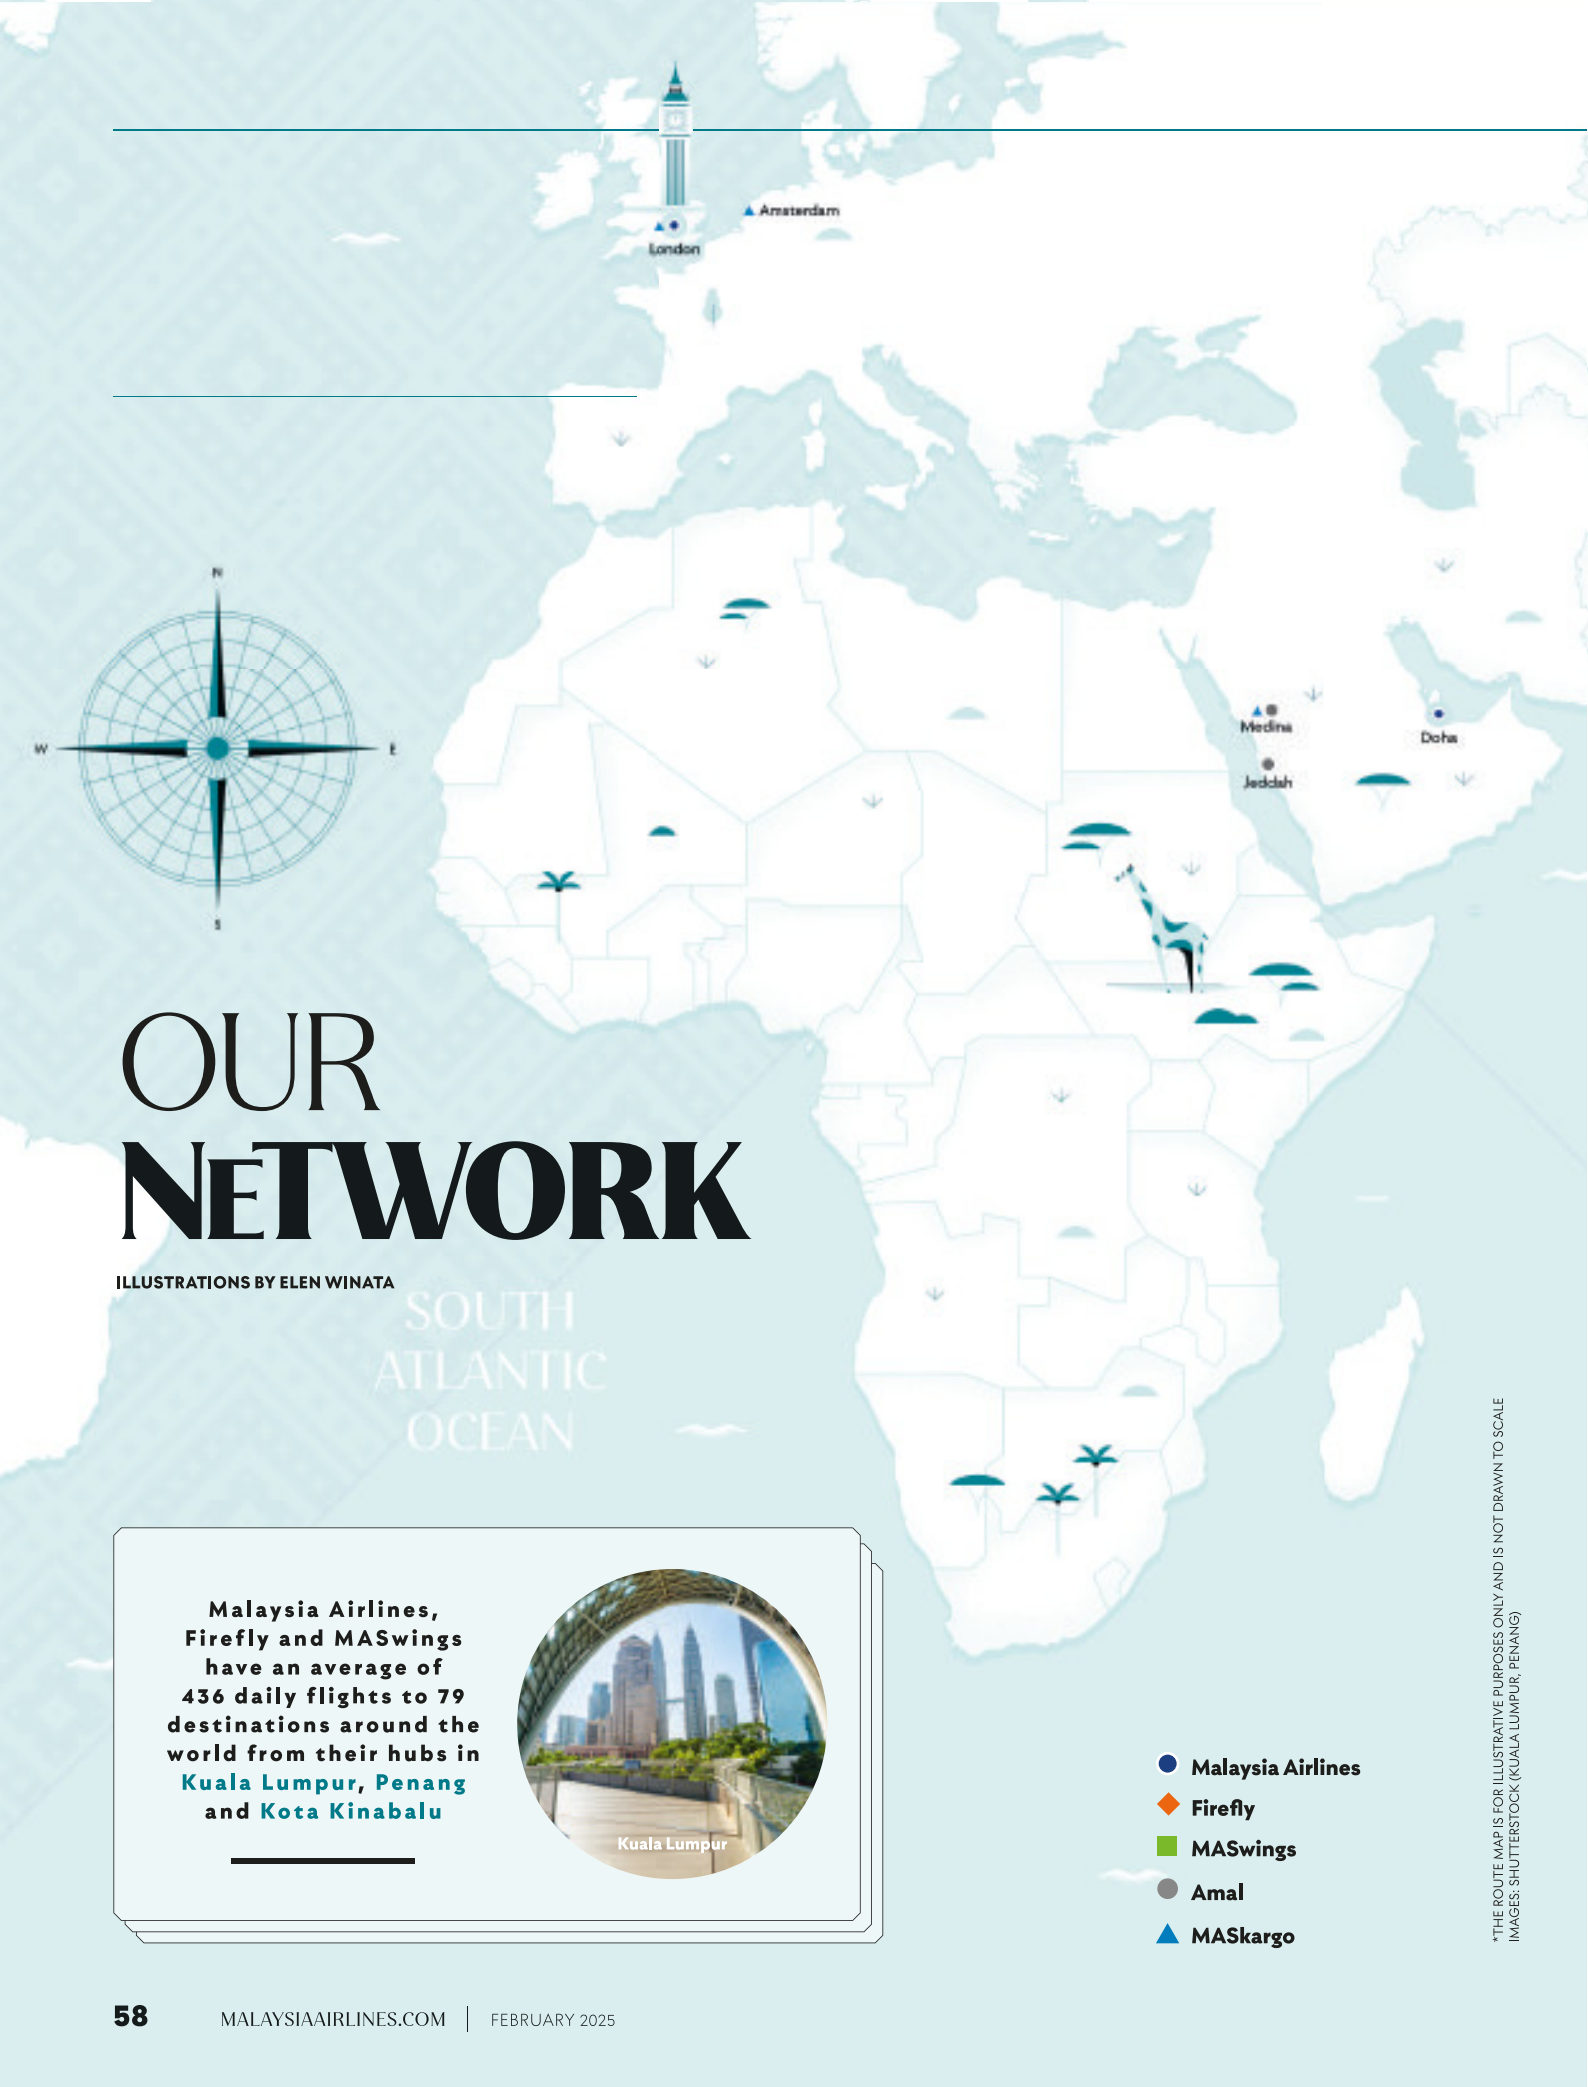 Amsterdam
London
N
W
E
S
Medina
Doha
Jeddah
OUR
NETWORK
ILLUSTRATIONS BY ELEN WINATA
SOUTH
ATLANTIC
OCEAN
Malaysia Airlines,
Firefly and MASwings
have an average of
436 daily flights to 79
destinations around the
world from their hubs in
Kuala Lumpur, Penang
and Kota Kinabalu
Kuala Lumpur
Malaysia Airlines
Firefly
MASwings
Amal
MASkargo
*THE ROUTE MAP IS FOR ILLUSTRATIVE PURPOSES ONLY AND IS NOT DRAWN TO SCALE
IMAGES: SHUTTERSTOCK (KUALA LUMPUR, PENANG)
58 MALAYSIAAIRLINES.COM | FEBRUARY 2025